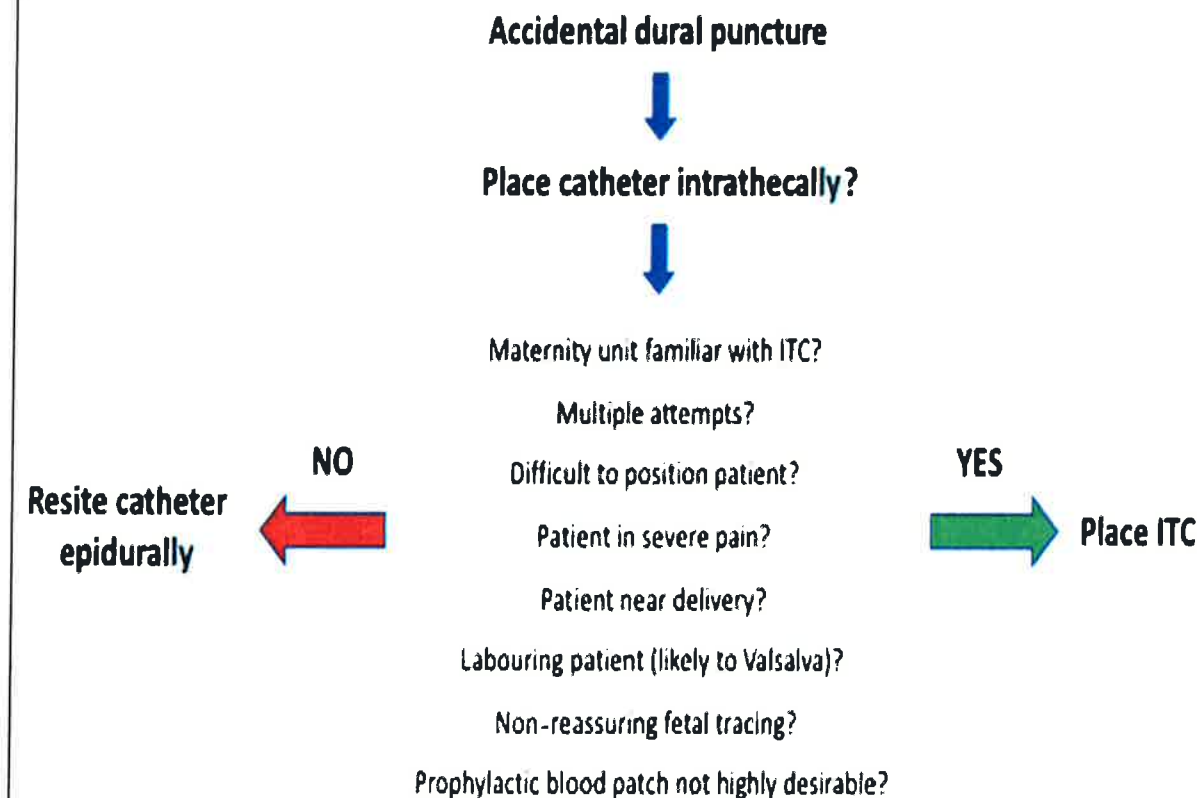 Accidental dural puncture
Place catheter intrathecally?
Maternity unit familiar with ITC?
Multiple attempts?
Difficult to position patient?
Patient in severe pain?
Patient near delivery?
Labouring patient (likely to Valsalva)?
Non-reassuring fetal tracing?
Prophylactic blood patch not highly desirable?
NO
Resite catheter
epidurally
YES
Place ITC